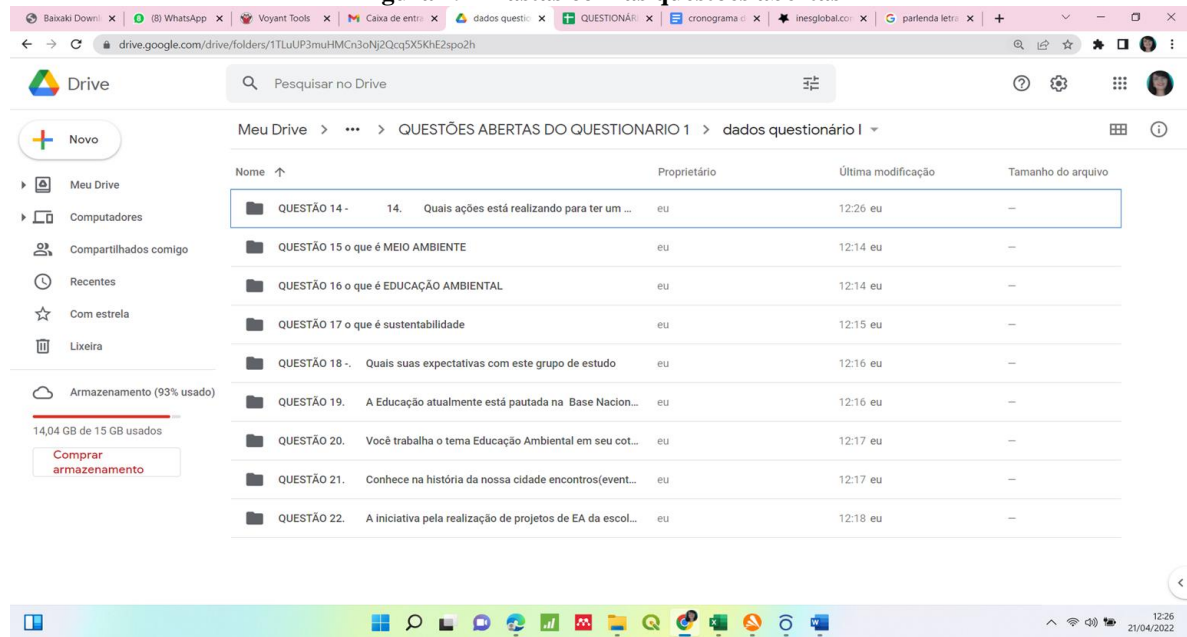 Baixaki Downl (8) WhatsApp Voyant Tools Caixa de entra dados questic QUESTIONÁRI cronograma d inesglobal.con parlenda letra
drive.google.com/drive/folders/1TLuUP3muHMCn3oNj2Qcq5X5KhE2spo2h
Drive
Pesquisar no Drive
Novo
Meu Drive > ... > QUESTÕES ABERTAS DO QUESTIONARIO 1 > dados questionário I
Meu Drive
Computadores
Compartilhados comigo
Recentes
Com estrela
Lixeira
Armazenamento (93% usado)
14,04 GB de 15 GB usados
Comprar
armazenamento
Nome Proprietário Última modificação Tamanho do arquivo
QUESTÃO 14 - 14. Quais ações está realizando para ter um ... eu 12:26 eu –
QUESTÃO 15 o que é MEIO AMBIENTE eu 12:14 eu –
QUESTÃO 16 o que é EDUCAÇÃO AMBIENTAL eu 12:14 eu –
QUESTÃO 17 o que é sustentabilidade eu 12:15 eu –
QUESTÃO 18 -. Quais suas expectativas com este grupo de estudo eu 12:16 eu –
QUESTÃO 19. A Educação atualmente está pautada na Base Nacion... eu 12:16 eu –
QUESTÃO 20. Você trabalha o tema Educação Ambiental em seu cot... eu 12:17 eu –
QUESTÃO 21. Conhece na história da nossa cidade encontros(event... eu 12:17 eu –
QUESTÃO 22. A iniciativa pela realização de projetos de EA da escol... eu 12:18 eu –
12:26
21/04/2022